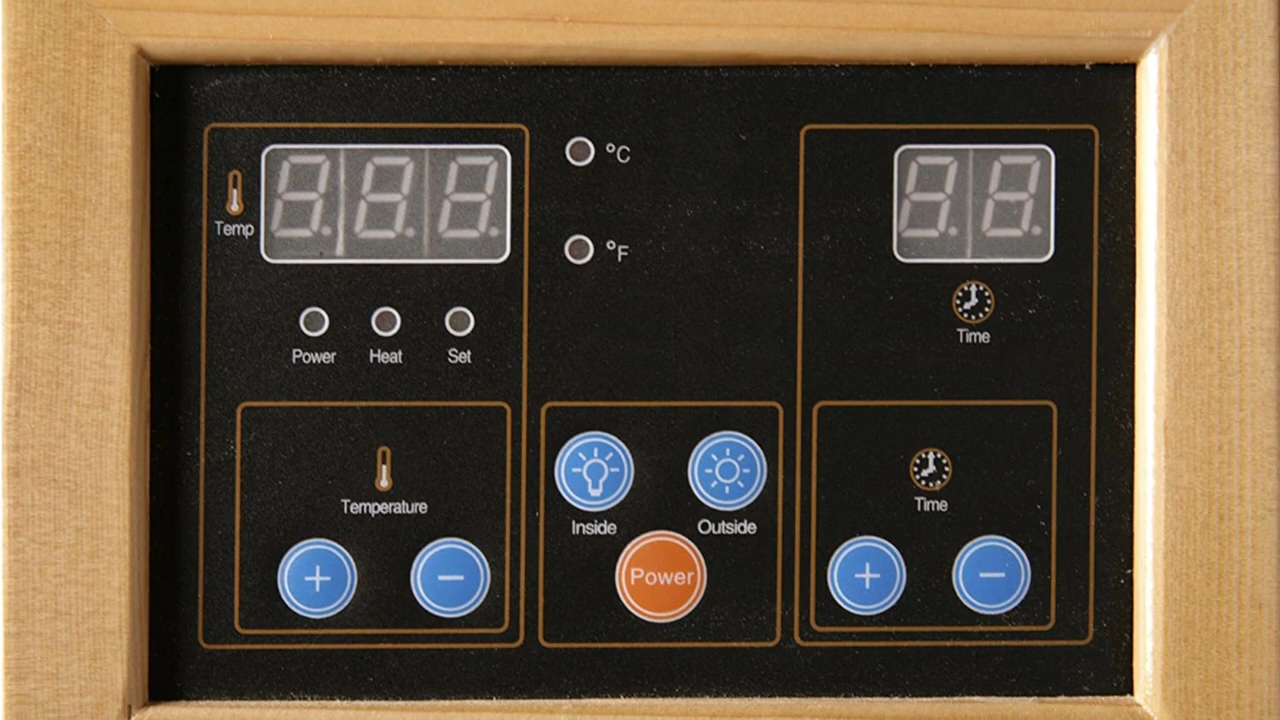 °C
Temp
°F
Power Heat Set
Time
Temperature
Time
Inside Outside
+ −
Power
+ −